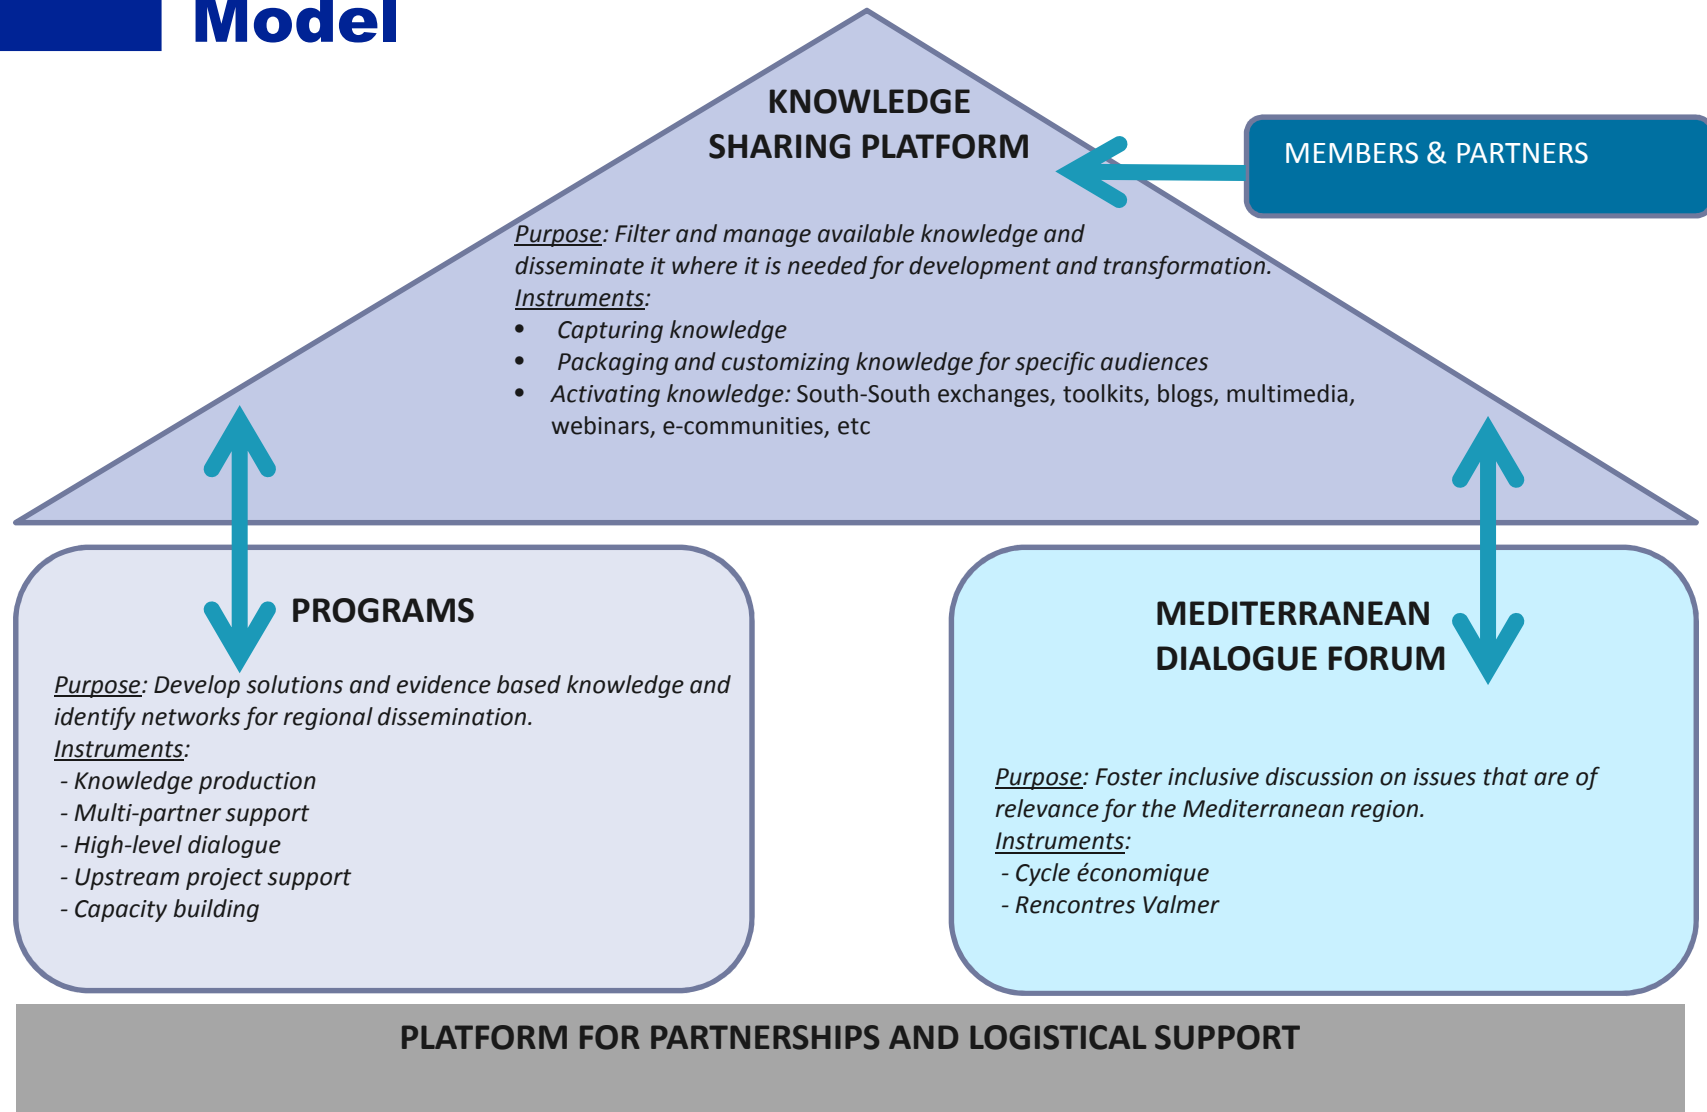 Model
KNOWLEDGE
SHARING PLATFORM
MEMBERS & PARTNERS
Purpose: Filter and manage available knowledge and
disseminate it where it is needed for development and transformation.
Instruments:
• Capturing knowledge
• Packaging and customizing knowledge for specific audiences
• Activating knowledge: South-South exchanges, toolkits, blogs, multimedia,
webinars, e-communities, etc
PROGRAMS
Purpose: Develop solutions and evidence based knowledge and
identify networks for regional dissemination.
Instruments:
- Knowledge production
- Multi-partner support
- High-level dialogue
- Upstream project support
- Capacity building
MEDITERRANEAN
DIALOGUE FORUM
Purpose: Foster inclusive discussion on issues that are of
relevance for the Mediterranean region.
Instruments:
- Cycle économique
- Rencontres Valmer
PLATFORM FOR PARTNERSHIPS AND LOGISTICAL SUPPORT